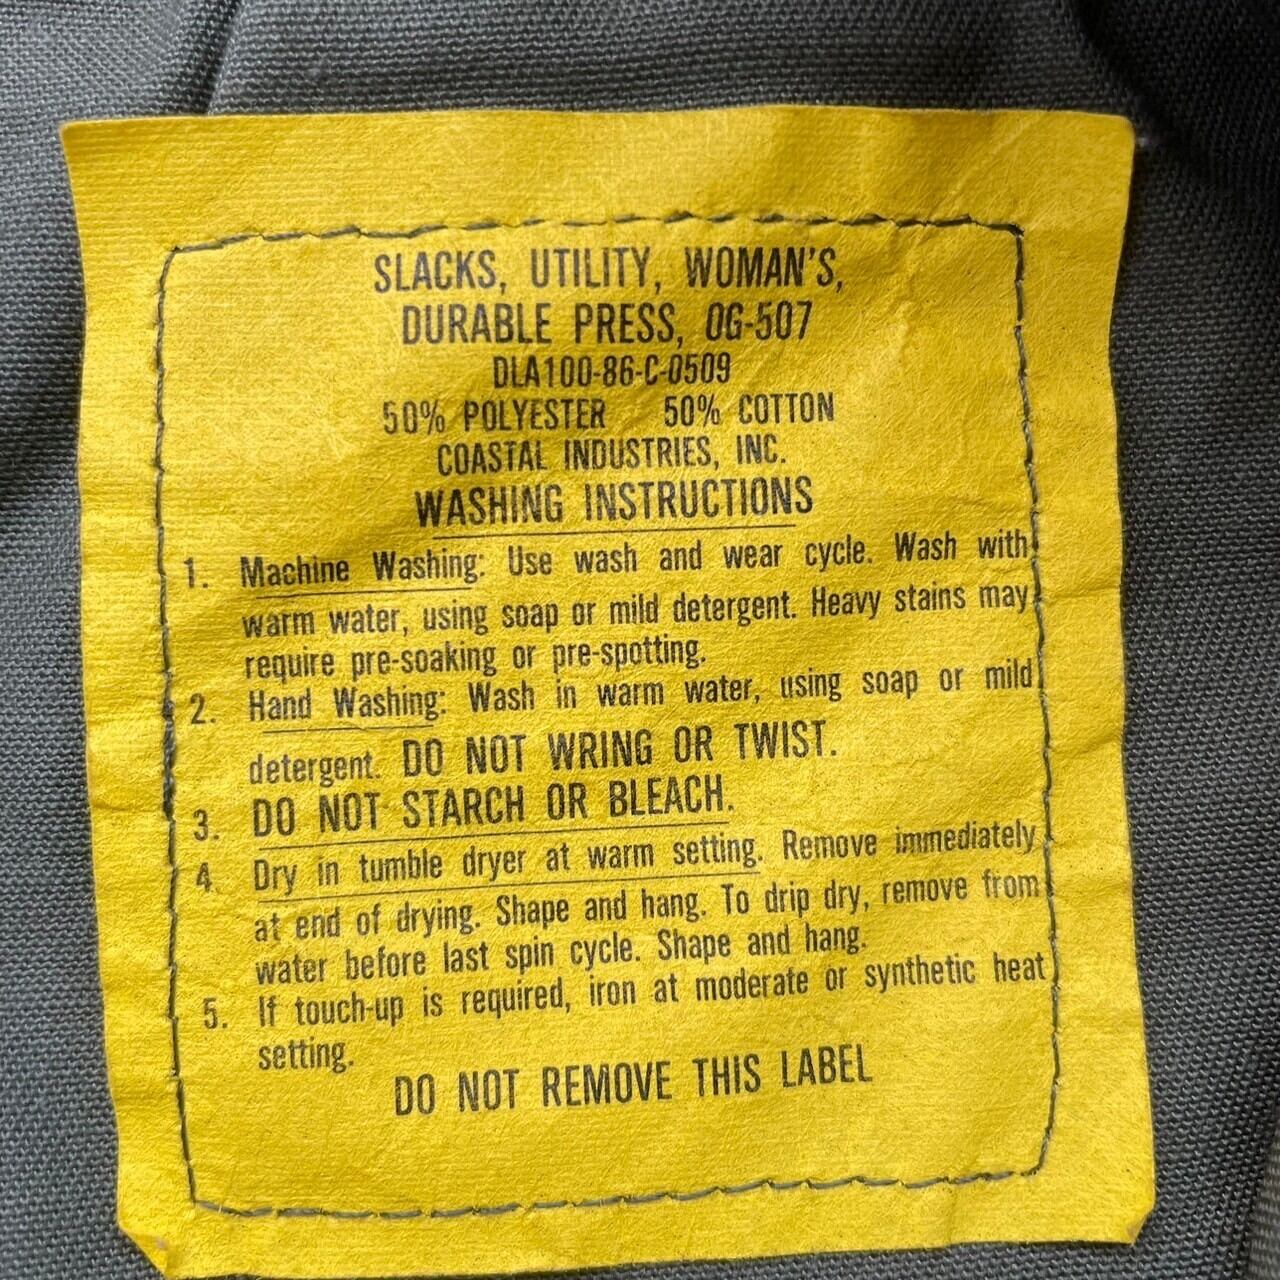 SLACKS, UTILITY, WOMAN'S,
DURABLE PRESS, OG-507
DLA100-86-C-0509
50% POLYESTER 50% COTTON
COASTAL INDUSTRIES, INC.
WASHING INSTRUCTIONS
1. Machine Washing: Use wash and wear cycle. Wash with
warm water, using soap or mild detergent. Heavy stains may
require pre-soaking or pre-spotting.
2. Hand Washing: Wash in warm water, using soap or mild
detergent. DO NOT WRING OR TWIST.
3. DO NOT STARCH OR BLEACH.
4 Dry in tumble dryer at warm setting. Remove immediately
at end of drying. Shape and hang. To drip dry, remove from
water before last spin cycle. Shape and hang.
5. If touch-up is required, iron at moderate or synthetic heat
setting.
DO NOT REMOVE THIS LABEL